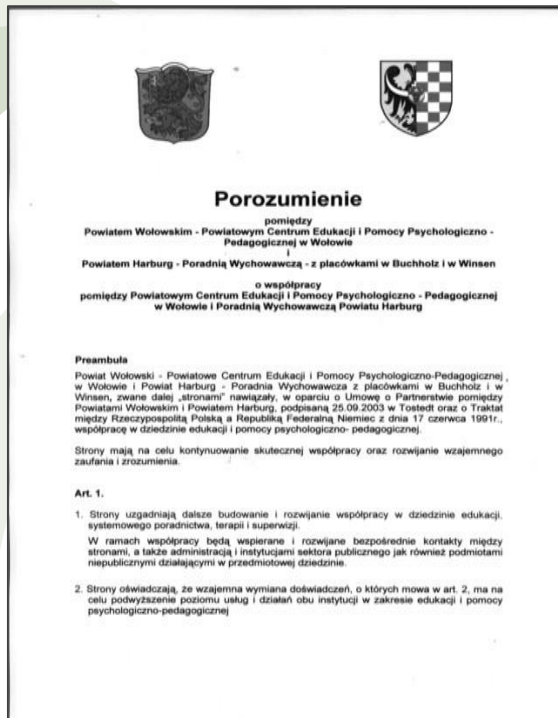 Porozumienie
pomiędzy
Powiatem Wołowskim - Powiatowym Centrum Edukacji i Pomocy Psychologiczno -
Pedagogicznej w Wołowie
i
Powiatem Harburg - Poradnią Wychowawczą - z placówkami w Buchholz i w Winsen
o współpracy
pomiędzy Powiatowym Centrum Edukacji i Pomocy Psychologiczno - Pedagogicznej
w Wołowie i Poradnią Wychowawczą Powiatu Harburg
Preambuła
Powiat Wołowski - Powiatowe Centrum Edukacji i Pomocy Psychologiczno-Pedagogicznej
w Wołowie i Powiat Harburg - Poradnia Wychowawcza z placówkami w Buchholz i w
Winsen, zwane dalej „stronami” nawiązały, w oparciu o Umowę o Partnerstwie pomiędzy
Powiatami Wołowskim i Powiatem Harburg, podpisaną 25.09.2003 w Tostedt oraz o Traktat
między Rzeczypospolitą Polską a Republiką Federalną Niemiec z dnia 17 czerwca 1991r.,
współpracę w dziedzinie edukacji i pomocy psychologiczno- pedagogicznej.
Strony mają na celu kontynuowanie skutecznej współpracy oraz rozwijanie wzajemnego
zaufania i zrozumienia.
Art. 1.
1. Strony uzgadniają dalsze budowanie i rozwijanie współpracy w dziedzinie edukacji,
systemowego poradnictwa, terapii i superwizji.
W ramach współpracy będą wspierane i rozwijane bezpośrednie kontakty między
stronami, a także administracją i instytucjami sektora publicznego jak również podmiotami
niepublicznymi działającymi w przedmiotowej dziedzinie.
2. Strony oświadczają, że wzajemna wymiana doświadczeń, o których mowa w art. 2, ma na
celu podwyższenie poziomu usług i działań obu instytucji w zakresie edukacji i pomocy
psychologiczno-pedagogicznej